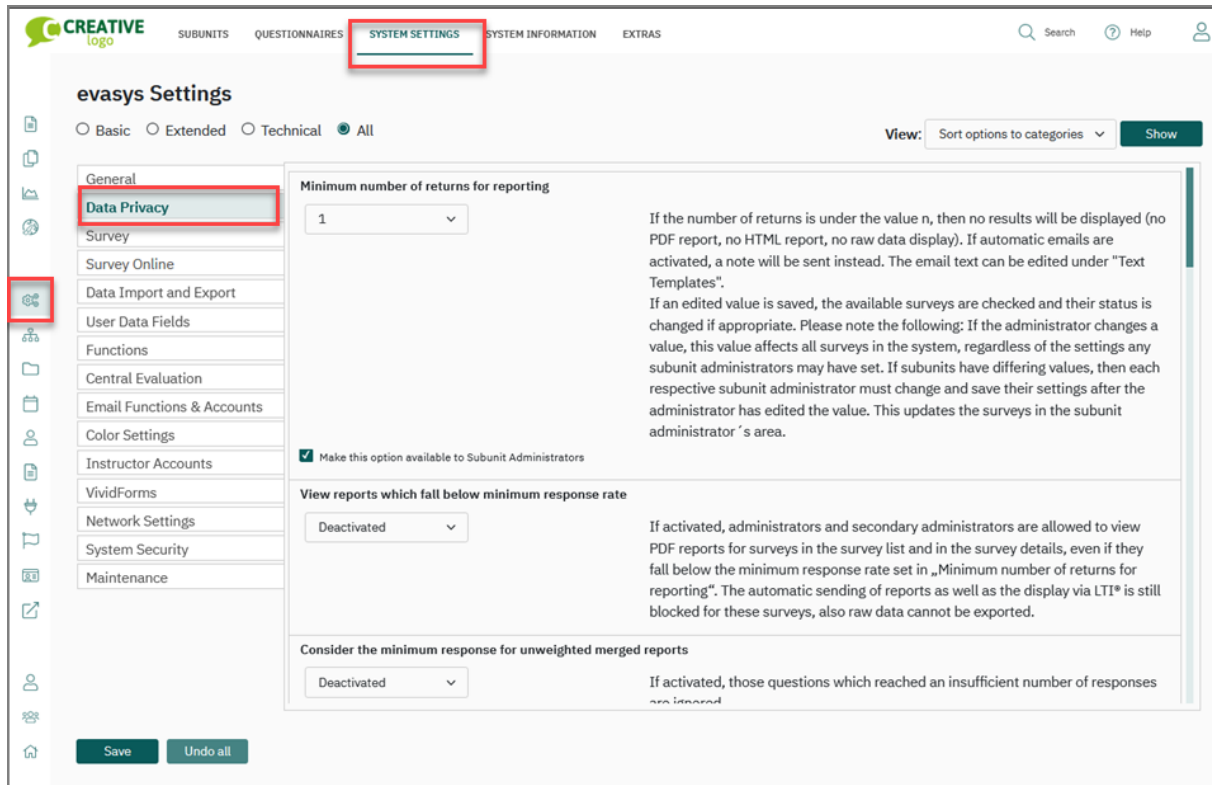 CREATIVE
logo
SUBUNITS QUESTIONNAIRES SYSTEM SETTINGS SYSTEM INFORMATION EXTRAS Search ? Help
evasys Settings
Basic Extended Technical All
View: Sort options to categories Show
General
Data Privacy
Survey
Survey Online
Data Import and Export
User Data Fields
Functions
Central Evaluation
Email Functions & Accounts
Color Settings
Instructor Accounts
VividForms
Network Settings
System Security
Maintenance
Minimum number of returns for reporting
1
If the number of returns is under the value n, then no results will be displayed (no
PDF report, no HTML report, no raw data display). If automatic emails are
activated, a note will be sent instead. The email text can be edited under "Text
Templates".
If an edited value is saved, the available surveys are checked and their status is
changed if appropriate. Please note the following: If the administrator changes a
value, this value affects all surveys in the system, regardless of the settings any
subunit administrators may have set. If subunits have differing values, then each
respective subunit administrator must change and save their settings after the
administrator has edited the value. This updates the surveys in the subunit
administrator´s area.
Make this option available to Subunit Administrators
View reports which fall below minimum response rate
Deactivated
If activated, administrators and secondary administrators are allowed to view
PDF reports for surveys in the survey list and in the survey details, even if they
fall below the minimum response rate set in „Minimum number of returns for
reporting“. The automatic sending of reports as well as the display via LTI® is still
blocked for these surveys, also raw data cannot be exported.
Consider the minimum response for unweighted merged reports
Deactivated
If activated, those questions which reached an insufficient number of responses
are ignored
Save Undo all